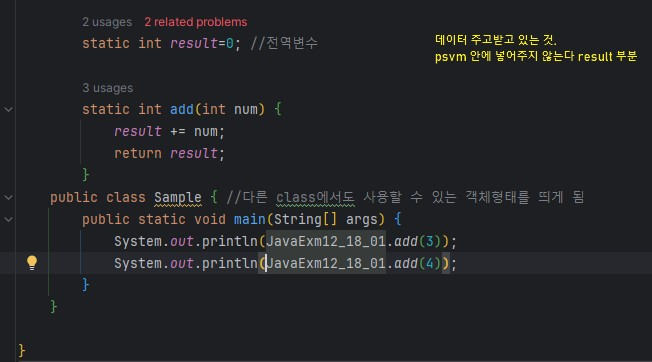 2 usages 2 related problems
static int result=0; //전역변수
데이터 주고받고 있는 것.
psvm 안에 넣어주지 않는다 result 부분
3 usages
static int add(int num) {
result += num;
return result;
}
public class Sample { //다른 class에서도 사용할 수 있는 객체형태를 띄게 됨
public static void main(String[] args) {
System.out.println(JavaExm12_18_01.add(3));
System.out.println(JavaExm12_18_01.add(4));
}
}
}